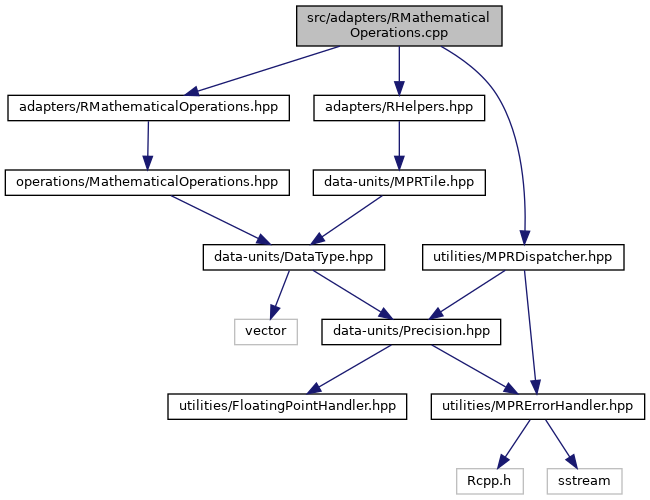 src/adapters/RMathematical
Operations.cpp
adapters/RMathematicalOperations.hpp
adapters/RHelpers.hpp
operations/MathematicalOperations.hpp
data-units/MPRTile.hpp
data-units/DataType.hpp
utilities/MPRDispatcher.hpp
vector
data-units/Precision.hpp
utilities/FloatingPointHandler.hpp
utilities/MPRErrorHandler.hpp
Rcpp.h
sstream